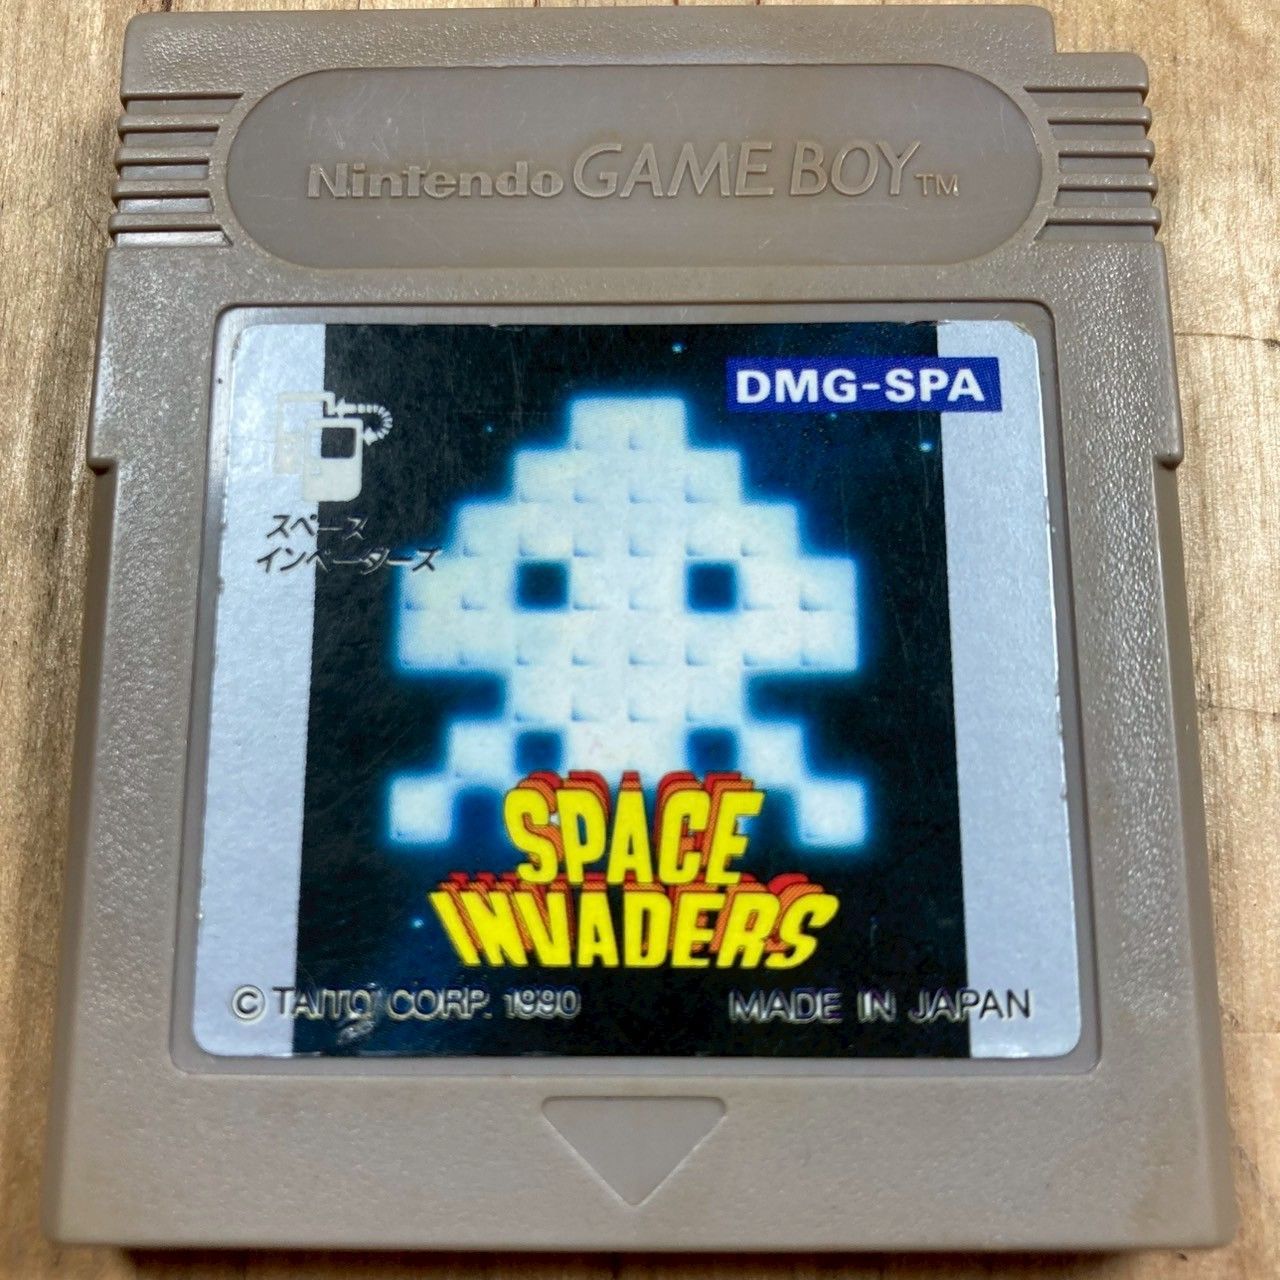 Nintendo GAME BOY™
DMG-SPA
スペース
インベーダーズ
SPACE
INVADERS
© TAITO CORP. 1990
MADE IN JAPAN